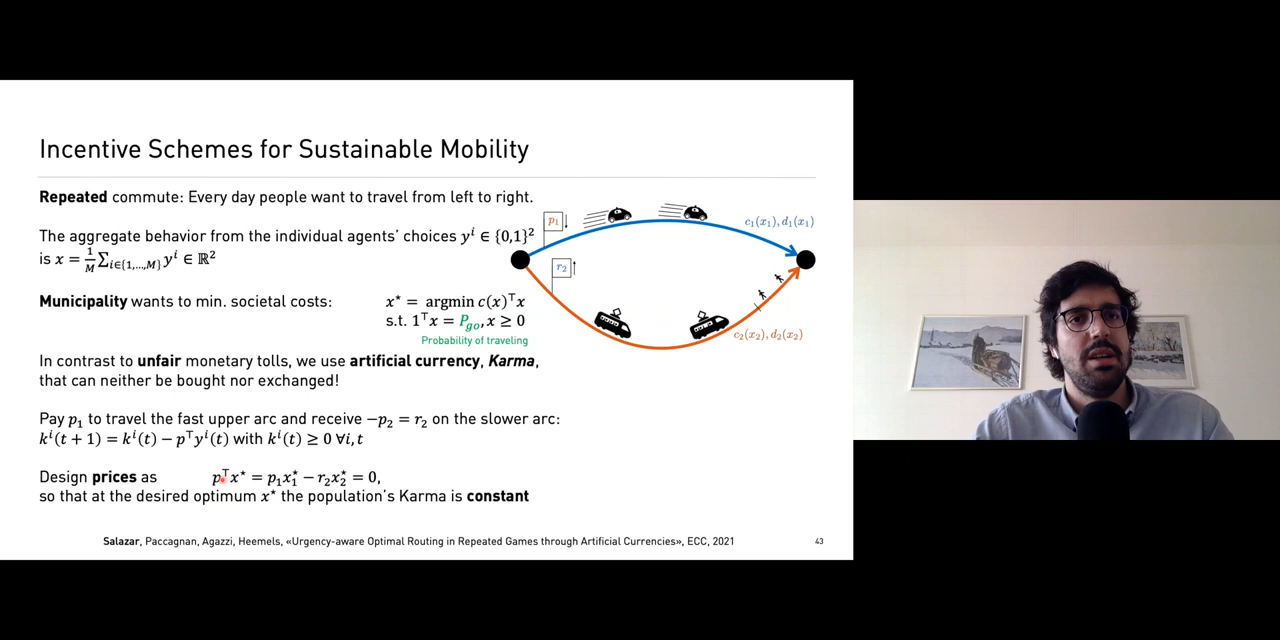 Incentive Schemes for Sustainable Mobility
Repeated commute: Every day people want to travel from left to right.
The aggregate behavior from the individual agents' choices yⁱ ∈ {0,1}²
is x = 1/M Σ_{i∈{1,…,M}} yⁱ ∈ ℝ²
Municipality wants to min. societal costs:
x⋆ = argmin c(x)ᵀx
s.t. 1ᵀx = P_go, x ≥ 0
Probability of traveling
In contrast to unfair monetary tolls, we use artificial currency, Karma,
that can neither be bought nor exchanged!
Pay p₁ to travel the fast upper arc and receive −p₂ = r₂ on the slower arc:
kⁱ(t + 1) = kⁱ(t) − pᵀyⁱ(t) with kⁱ(t) ≥ 0 ∀i, t
Design prices as pᵀx⋆ = p₁x₁⋆ − r₂x₂⋆ = 0,
so that at the desired optimum x⋆ the population's Karma is constant
p₁↓
c₁(x₁), d₁(x₁)
r₂↑
c₂(x₂), d₂(x₂)
Salazar, Paccagnan, Agazzi, Heemels, «Urgency-aware Optimal Routing in Repeated Games through Artificial Currencies», ECC, 2021
43